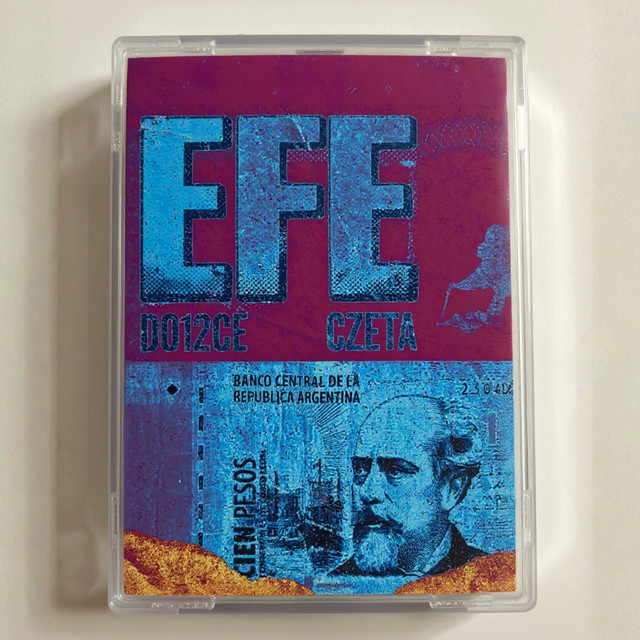 EFE
DO12CE CZETA
BANCO CENTRAL DE LA
REPUBLICA ARGENTINA
CIEN PESOS